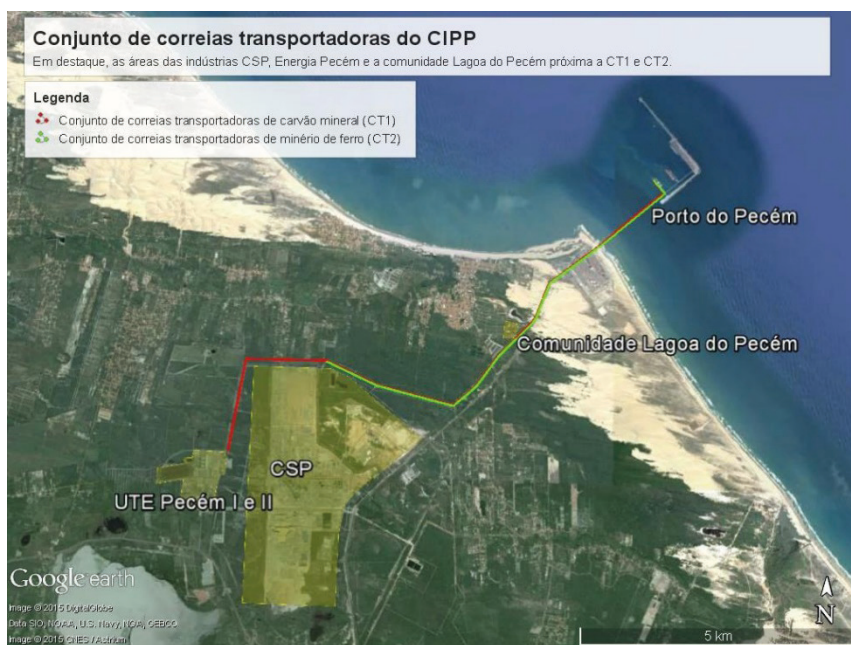 Conjunto de correias transportadoras do CIPP
Em destaque, as áreas das indústrias CSP, Energia Pecém e a comunidade Lagoa do Pecém próxima a CT1 e CT2.
Legenda
Conjunto de correias transportadoras de carvão mineral (CT1)
Conjunto de correias transportadoras de minério de ferro (CT2)
Porto do Pecém
Comunidade Lagoa do Pecém
CSP
UTE Pecém I e II
Google earth
Image © 2015 DigitalGlobe
Data SIO, NOAA, U.S. Navy, NGA, GEBCO
Image © 2015 CNES / Astrium
N
5 km